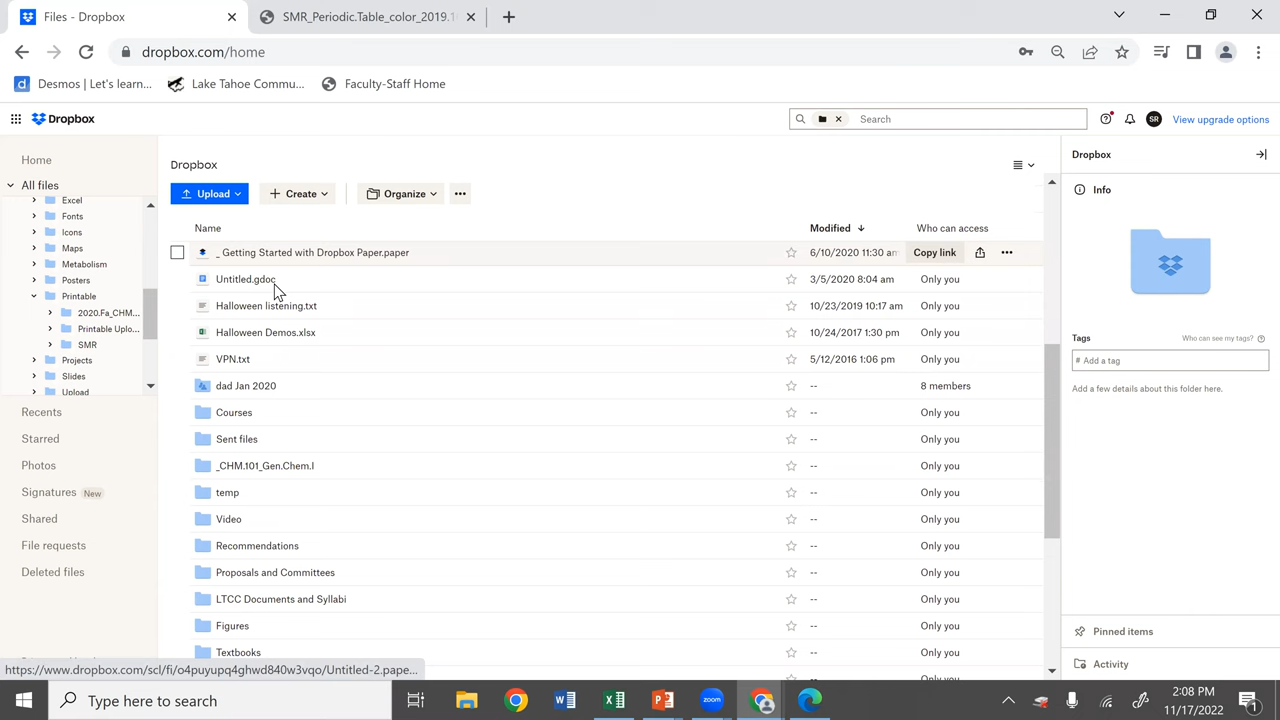 Files - Dropbox
SMR_Periodic.Table_color_2019.1
dropbox.com/home
Desmos | Let's learn...
Lake Tahoe Commu...
Faculty-Staff Home
Dropbox
Search
SR
View upgrade options
Home
All files
Excel
Fonts
Icons
Maps
Metabolism
Posters
Printable
2020.Fa_CHM...
Printable Uplo...
SMR
Projects
Slides
Upload
Recents
Starred
Photos
Signatures New
Shared
File requests
Deleted files
Dropbox
Upload
Create
Organize
Name
Modified
Who can access
_ Getting Started with Dropbox Paper.paper
6/10/2020 11:30 am
Copy link
Untitled.gdoc
3/5/2020 8:04 am
Only you
Halloween listening.txt
10/23/2019 10:17 am
Only you
Halloween Demos.xlsx
10/24/2017 1:30 pm
Only you
VPN.txt
5/12/2016 1:06 pm
Only you
dad Jan 2020
--
8 members
Courses
--
Only you
Sent files
--
Only you
_CHM.101_Gen.Chem.I
--
Only you
temp
--
Only you
Video
--
Only you
Recommendations
--
Only you
Proposals and Committees
--
Only you
LTCC Documents and Syllabi
--
Only you
Figures
--
Only you
Textbooks
--
Only you
Dropbox
Info
Tags
Who can see my tags?
# Add a tag
Add a few details about this folder here.
Pinned items
Activity
https://www.dropbox.com/scl/fi/o4puyupq4ghwd840w3vqo/Untitled-2.pape...
Type here to search
zoom
2:08 PM
11/17/2022
1